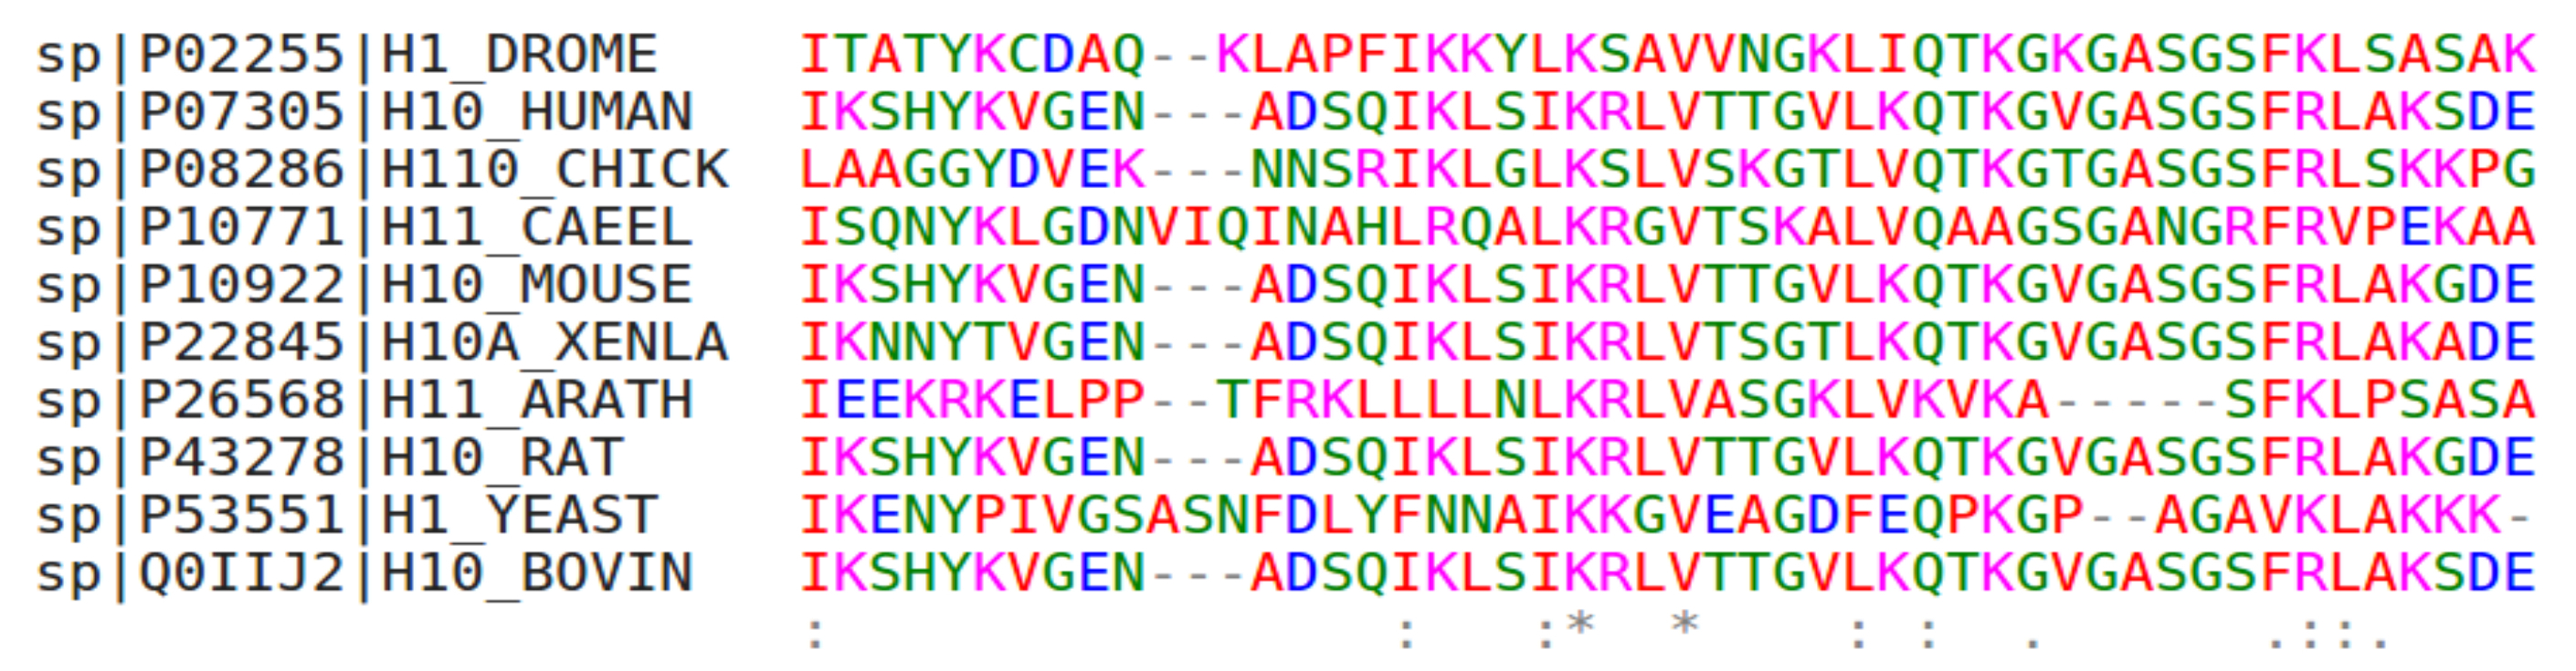 sp|P02255|H1_DROME    ITATYKCDAQ--KLAPFIKKYLKSAVVNGKLIQTKGKGASGSFKLSASAK
sp|P07305|H10_HUMAN   IKSHYKVGEN---ADSQIKLSIKRLVTTGVLKQTKGVGASGSFRLAKSDE
sp|P08286|H110_CHICK  LAAGGYDVEK---NNSRIKLGLKSLVSKGTLVQTKGTGASGSFRLSKKPG
sp|P10771|H11_CAEEL   ISQNYKLGDNVIQINAHLRQALKRGVTSKALVQAAGSGANGRFRVPEKAA
sp|P10922|H10_MOUSE   IKSHYKVGEN---ADSQIKLSIKRLVTTGVLKQTKGVGASGSFRLAKGDE
sp|P22845|H10A_XENLA  IKNNYTVGEN---ADSQIKLSIKRLVTSGTLKQTKGVGASGSFRLAKADE
sp|P26568|H11_ARATH   IEEKRKELPP--TFRKLLLLNLKRLVASGKLVKVKA-----SFKLPSASA
sp|P43278|H10_RAT     IKSHYKVGEN---ADSQIKLSIKRLVTTGVLKQTKGVGASGSFRLAKGDE
sp|P53551|H1_YEAST    IKENYPIVGSASNFDLYFNNAIKKGVEAGDFEQPKGP--AGAVKLAKKK-
sp|Q0IIJ2|H10_BOVIN   IKSHYKVGEN---ADSQIKLSIKRLVTTGVLKQTKGVGASGSFRLAKSDE
                      :                :   :*  *    : :  .      .::.